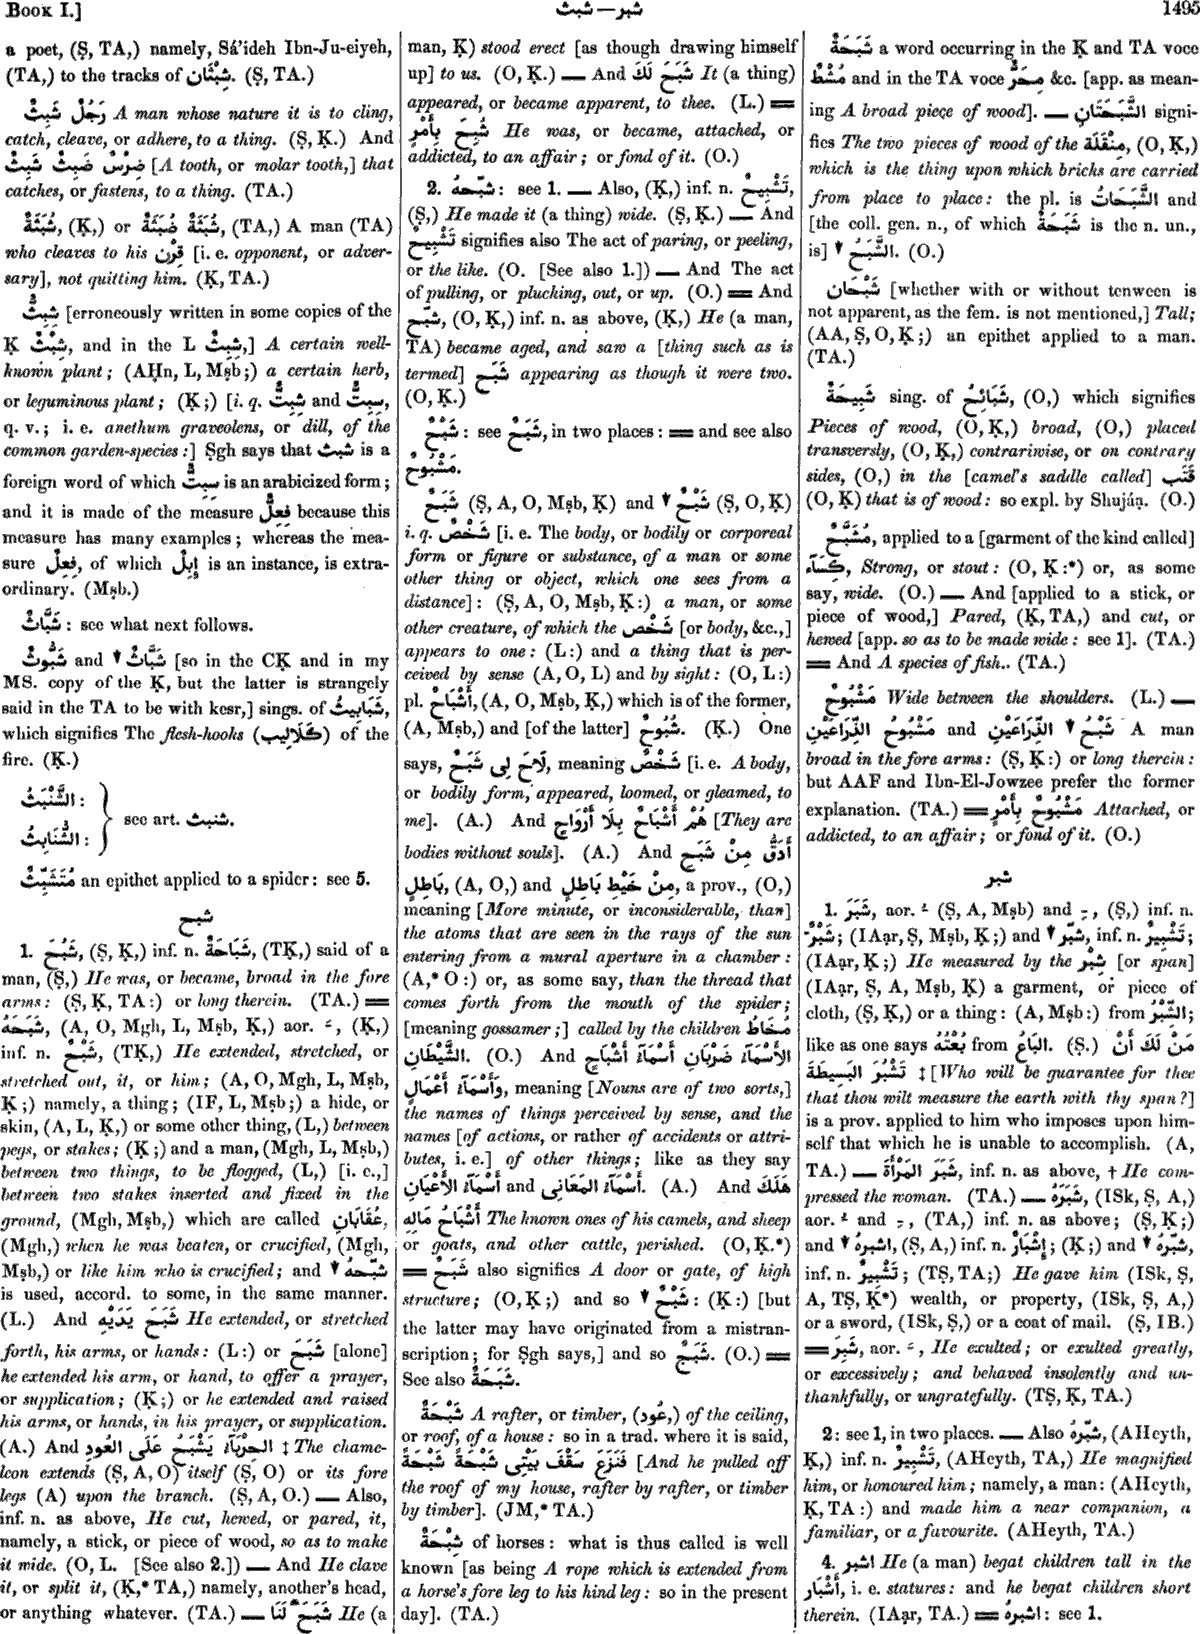 BOOK I.]
شبث — شبر
1495
a poet, (Ṣ, TA,) namely, Sá’ideh Ibn-Ju-eiyeh,
(TA,) to the tracks of شِبْثَان. (Ṣ, TA.)
رَجُلٌ شَبِثٌ A man whose nature it is to cling,
catch, cleave, or adhere, to a thing. (Ṣ, Ḳ.) And
ضِرْسٌ ضَبِثٌ شَبِثٌ [A tooth, or molar tooth,] that
catches, or fastens, to a thing. (TA.)
شُبَثَةٌ, (Ḳ,) or شُبَثَةٌ ضُبَثَةٌ, (TA,) A man (TA)
who cleaves to his قِرْن [i. e. opponent, or adver-
sary], not quitting him. (Ḳ, TA.)
شِبِثٌّ [erroneously written in some copies of the
Ḳ شِبْثٌ, and in the L شِبِثٌ,] A certain well-
known plant; (AḤn, L, Mṣb;) a certain herb,
or leguminous plant; (Ḳ;) [i. q. شِبِتٌّ and سِبِتٌّ,
q. v.; i. e. anethum graveolens, or dill, of the
common garden-species:] Ṣgh says that شبث is a
foreign word of which سِبِتٌّ is an arabicized form;
and it is made of the measure فِعِلٌّ because this
measure has many examples; whereas the mea-
sure فِعِلٌ, of which إِبِلٌ is an instance, is extra-
ordinary. (Mṣb.)
شَبَّاثٌ: see what next follows.
شَبُّوثٌ and ↓ شَبَّاثٌ [so in the CḲ and in my
MS. copy of the Ḳ, but the latter is strangely
said in the TA to be with kesr,] sings. of شَبَابِيثُ,
which signifies The flesh-hooks (كَلَالِيب) of the
fire. (Ḳ.)
الشَّنْبَثُ:
الشُّنَابِثُ:
see art. شنبث.
مُتَشَبِّثٌ an epithet applied to a spider: see 5.
شبح
1. شَبُحَ, (Ṣ, Ḳ,) inf. n. شَبَاحَةٌ, (TḲ,) said of a
man, (Ṣ,) He was, or became, broad in the fore
arms: (Ṣ, Ḳ, TA:) or long therein. (TA.) ==
شَبَحَهُ, (A, O, Mgh, L, Mṣb, Ḳ,) aor. ـَ, (Ḳ,)
inf. n. شَبْحٌ, (TḲ,) He extended, stretched, or
stretched out, it, or him; (A, O, Mgh, L, Mṣb,
Ḳ;) namely, a thing; (IF, L, Mṣb;) a hide, or
skin, (A, L, Ḳ,) or some other thing, (L,) between
pegs, or stakes; (Ḳ;) and a man, (Mgh, L, Mṣb,)
between two things, to be flogged, (L,) [i. e.,]
between two stakes inserted and fixed in the
ground, (Mgh, Mṣb,) which are called عُقَابَانِ,
(Mgh,) when he was beaten, or crucified, (Mgh,
Mṣb,) or like him who is crucified; and ↓ شبّحهُ
is used, accord. to some, in the same manner.
(L.) And شَبَحَ يَدَيْهِ He extended, or stretched
forth, his arms, or hands: (L:) or شَبَحَ [alone]
he extended his arm, or hand, to offer a prayer,
or supplication; (Ḳ;) or he extended and raised
his arms, or hands, in his prayer, or supplication.
(A.) And الحِرْبَآءُ يَشْبَحُ عَلَى العُودِ ‡ The chame-
leon extends (Ṣ, A, O) itself (Ṣ, O) or its fore
legs (A) upon the branch. (Ṣ, A, O.) — Also,
inf. n. as above, He cut, hewed, or pared, it,
namely, a stick, or piece of wood, so as to make
it wide. (O, L. [See also 2.]) — And He clave
it, or split it, (Ḳ,* TA,) namely, another's head,
or anything whatever. (TA.) — شَبَحَ لَنَا He (a
man, Ḳ) stood erect [as though drawing himself
up] to us. (O, Ḳ.) — And شَبَحَ لَكَ It (a thing)
appeared, or became apparent, to thee. (L.) ==
شُبِحَ بِأَمْرٍ He was, or became, attached, or
addicted, to an affair; or fond of it. (O.)
2. شبّحهُ: see 1. — Also, (Ḳ,) inf. n. تَشْبِيحٌ,
(Ṣ,) He made it (a thing) wide. (Ṣ, Ḳ.) — And
تَشْبِيحٌ signifies also The act of paring, or peeling,
or the like. (O. [See also 1.]) — And The act
of pulling, or plucking, out, or up. (O.) == And
شبّح, (O, Ḳ,) inf. n. as above, (Ḳ,) He (a man,
TA) became aged, and saw a [thing such as is
termed] شَبَح appearing as though it were two.
(O, Ḳ.)
شَبْحٌ: see شَبَحٌ, in two places: == and see also
مَشْبُوحٌ.
شَبَحٌ (Ṣ, A, O, Mṣb, Ḳ) and ↓ شَبْحٌ (Ṣ, O, Ḳ)
i. q. شَخْصٌ [i. e. The body, or bodily or corporeal
form or figure or substance, of a man or some
other thing or object, which one sees from a
distance]: (Ṣ, A, O, Mṣb, Ḳ:) a man, or some
other creature, of which the شَخْص [or body, &c.,]
appears to one: (L:) and a thing that is per-
ceived by sense (A, O, L) and by sight: (O, L:)
pl. أَشْبَاحٌ, (A, O, Mṣb, Ḳ,) which is of the former,
(A, Mṣb,) and [of the latter] شُبُوحٌ. (Ḳ.) One
says, لَاحَ لِى شَبَحٌ, meaning شَخْصٌ [i. e. A body,
or bodily form, appeared, loomed, or gleamed, to
me]. (A.) And هُمْ أَشْبَاحٌ بِلَا أَرْوَاحٍ [They are
bodies without souls]. (A.) And أَدَقُّ مِنْ شَبَحِ
بَاطِلٍ, (A, O,) and مِنْ خَيْطِ بَاطِلٍ, a prov., (O,)
meaning [More minute, or inconsiderable, than]
the atoms that are seen in the rays of the sun
entering from a mural aperture in a chamber:
(A,* O:) or, as some say, than the thread that
comes forth from the mouth of the spider;
[meaning gossamer;] called by the children مُخَاطُ
الشَّيْطَانِ. (O.) And الأَسْمَآءُ ضَرْبَانِ أَسْمَآءُ أَشْبَاحٍ
وَأَسْمَآءُ أَعْمَالٍ, meaning [Nouns are of two sorts,]
the names of things perceived by sense, and the
names [of actions, or rather of accidents or attri-
butes, i. e.] of other things; like as they say
أَسْمَآءُ الأَعْيَانِ and أَسْمَآءُ المَعَانِى. (A.) And هَلَكَ
أَشْبَاحُ مَالِهِ The known ones of his camels, and sheep
or goats, and other cattle, perished. (O, Ḳ.*)
== شَبَحٌ also signifies A door or gate, of high
structure; (O, Ḳ;) and so ↓ شَبْحٌ: (Ḳ:) [but
the latter may have originated from a mistran-
scription; for Ṣgh says,] and so شَبَجٌ. (O.) ==
See also شَبَحَةٌ.
شَبْحَةٌ A rafter, or timber, (عُود,) of the ceiling,
or roof, of a house: so in a trad. where it is said,
فَنَزَعَ سَقْفَ بَيْتِى شَبْحَةً شَبْحَةً [And he pulled off
the roof of my house, rafter by rafter, or timber
by timber]. (JM,* TA.)
شِبْحَةٌ of horses: what is thus called is well
known [as being A rope which is extended from
a horse's fore leg to his hind leg: so in the present
day]. (TA.)
شَبَحَةٌ a word occurring in the Ḳ and TA voce
مُشْطٌ and in the TA voce مِحَزٌّ &c. [app. as mean-
ing A broad piece of wood]. — الشَّبَحَتَانِ signi-
fies The two pieces of wood of the مِنْقَلَة, (O, Ḳ,)
which is the thing upon which bricks are carried
from place to place: the pl. is الشَّبَحَاتُ and
[the coll. gen. n., of which شَبَحَةٌ is the n. un.,
is] ↓ الشَّبَحُ. (O.)
شَبْحَان [whether with or without tenween is
not apparent, as the fem. is not mentioned,] Tall;
(AA, Ṣ, O, Ḳ;) an epithet applied to a man.
(TA.)
شَبِيحَةٌ sing. of شَبَائِحُ, (O,) which signifies
Pieces of wood, (O, Ḳ,) broad, (O,) placed
transversly, (O, Ḳ,) contrariwise, or on contrary
sides, (O,) in the [camel's saddle called] قَتَب
(O, Ḳ) that is of wood: so expl. by Shujáạ. (O.)
مُشَبَّحٌ, applied to a [garment of the kind called]
كِسَآء, Strong, or stout: (O, Ḳ:*) or, as some
say, wide. (O.) — And [applied to a stick, or
piece of wood,] Pared, (Ḳ, TA,) and cut, or
hewed [app. so as to be made wide: see 1]. (TA.)
== And A species of fish.. (TA.)
مَشْبُوحٌ Wide between the shoulders. (L.) —
مَشْبُوحُ الذِّرَاعَيْنِ and ↓ شَبْحُ الذِّرَاعَيْنِ A man
broad in the fore arms: (Ṣ, Ḳ:) or long therein:
but AAF and Ibn-El-Jowzee prefer the former
explanation. (TA.) == مَشْبُوحٌ بِأَمْرٍ Attached, or
addicted, to an affair; or fond of it. (O.)
شبر
1. شَبَرَ, aor. ـُ (Ṣ, A, Mṣb) and ـِ, (Ṣ,) inf. n.
شَبْرٌ; (IAạr, Ṣ, Mṣb, Ḳ;) and ↓ شبّر, inf. n. تَشْبِيرٌ;
(IAạr, Ḳ;) He measured by the شِبْر [or span]
(IAạr, Ṣ, A, Mṣb, Ḳ) a garment, or piece of
cloth, (Ṣ, Ḳ,) or a thing: (A, Mṣb:) from الشِّبْرُ;
like as one says بُعْتُهُ from البَاعُ. (Ṣ.) مَنْ لَكَ أَنْ
تَشْبُرَ البَسِيطَةَ ‡ [Who will be guarantee for thee
that thou wilt measure the earth with thy span?]
is a prov. applied to him who imposes upon him-
self that which he is unable to accomplish. (A,
TA.) — شَبَرَ المَرْأَةَ, inf. n. as above, † He com-
pressed the woman. (TA.) — شَبَرَهُ, (ISk, Ṣ, A,)
aor. ـُ and ـِ, (TA,) inf. n. as above; (Ṣ, Ḳ;)
and ↓ اشبرهُ, (Ṣ, A,) inf. n. إِشْبَارٌ; (Ḳ;) and ↓ شبّرهُ,
inf. n. تَشْبِيرٌ; (TṢ, TA;) He gave him (ISk, Ṣ,
A, TṢ, Ḳ*) wealth, or property, (ISk, Ṣ, A,)
or a sword, (ISk, Ṣ,) or a coat of mail. (Ṣ, IB.)
== شَبِرَ, aor. ـَ, He exulted; or exulted greatly,
or excessively; and behaved insolently and un-
thankfully, or ungratefully. (TṢ, Ḳ, TA.)
2: see 1, in two places. — Also شبّرهُ, (AHeyth,
Ḳ,) inf. n. تَشْبِيرٌ, (AHeyth, TA,) He magnified
him, or honoured him; namely, a man: (AHeyth,
Ḳ, TA:) and made him a near companion, a
familiar, or a favourite. (AHeyth, TA.)
4. اشبر He (a man) begat children tall in the
أَشْبَار, i. e. statures: and he begat children short
therein. (IAạr, TA.) == اشبرهُ: see 1.